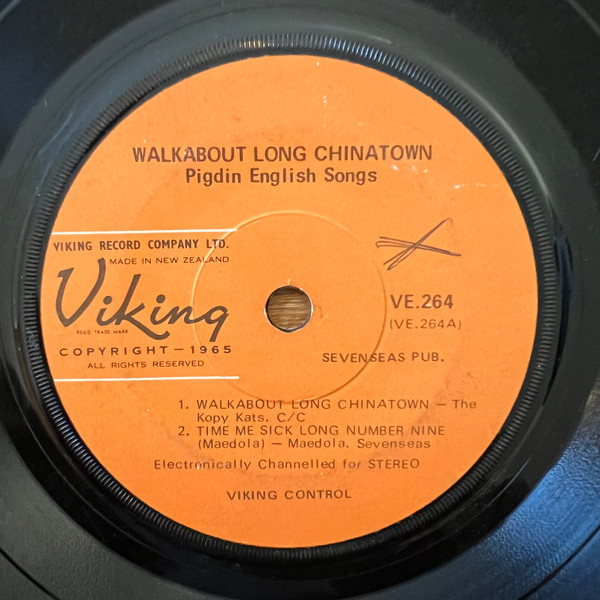 WALKABOUT LONG CHINATOWN
Pigdin English Songs
VIKING RECORD COMPANY LTD.
MADE IN NEW ZEALAND
Viking
REGD TRADE MARK
COPYRIGHT — 1965
ALL RIGHTS RESERVED
VE.264
(VE.264A)
SEVENSEAS PUB.
1. WALKABOUT LONG CHINATOWN — The
Kopy Kats. C/C
2. TIME ME SICK LONG NUMBER NINE
(Maedola) — Maedola. Sevenseas
Electronically Channelled for STEREO
VIKING CONTROL